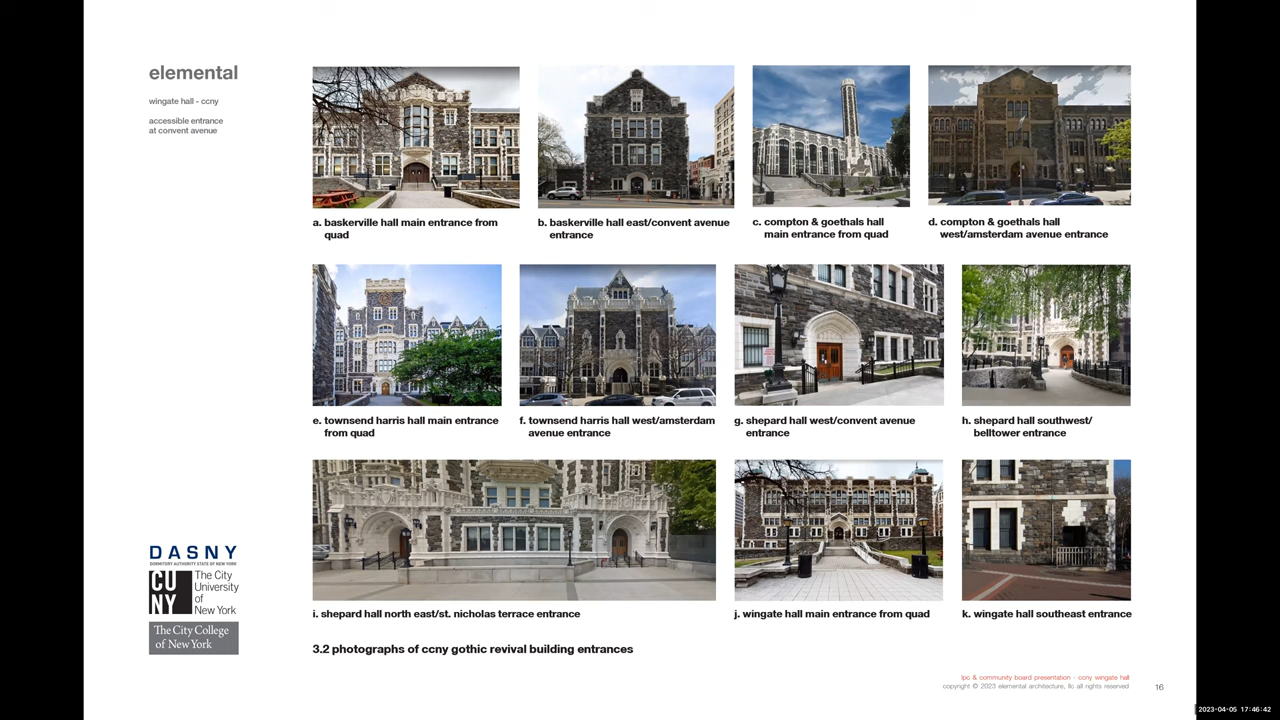 elemental
wingate hall - ccny
accessible entrance
at convent avenue
a. baskerville hall main entrance from
quad
b. baskerville hall east/convent avenue
entrance
c. compton & goethals hall
main entrance from quad
d. compton & goethals hall
west/amsterdam avenue entrance
e. townsend harris hall main entrance
from quad
f. townsend harris hall west/amsterdam
avenue entrance
g. shepard hall west/convent avenue
entrance
h. shepard hall southwest/
belltower entrance
i. shepard hall north east/st. nicholas terrace entrance
j. wingate hall main entrance from quad
k. wingate hall southeast entrance
3.2 photographs of ccny gothic revival building entrances
DASNY
DORMITORY AUTHORITY STATE OF NEW YORK
CU
NY
The City
University
of
New York
The City College
of New York
lpc & community board presentation - ccny wingate hall
copyright © 2023 elemental architecture, llc all rights reserved
16
2023-04-05 17:46:42